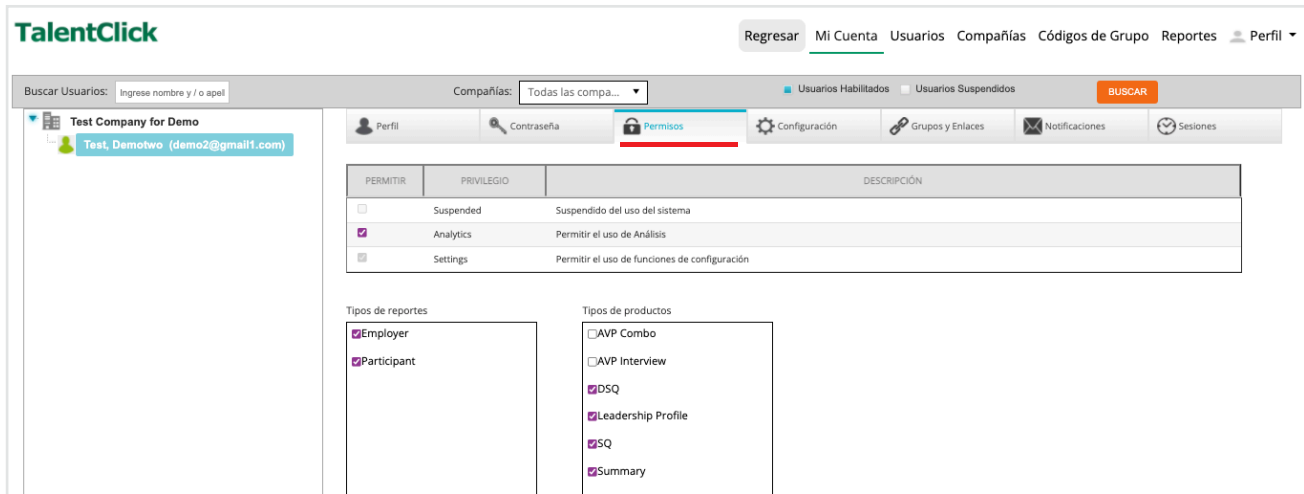 TalentClick
Regresar Mi Cuenta Usuarios Compañías Códigos de Grupo Reportes Perfil
Buscar Usuarios: Ingrese nombre y / o apel Compañías: Todas las compa... Usuarios Habilitados Usuarios Suspendidos BUSCAR
Test Company for Demo
Test, Demotwo (demo2@gmail1.com)
Perfil Contraseña Permisos Configuración Grupos y Enlaces Notificaciones Sesiones
PERMITIR PRIVILEGIO DESCRIPCIÓN
Suspended Suspendido del uso del sistema
Analytics Permitir el uso de Análisis
Settings Permitir el uso de funciones de configuración
Tipos de reportes Tipos de productos
Employer AVP Combo
Participant AVP Interview
DSQ
Leadership Profile
SQ
Summary